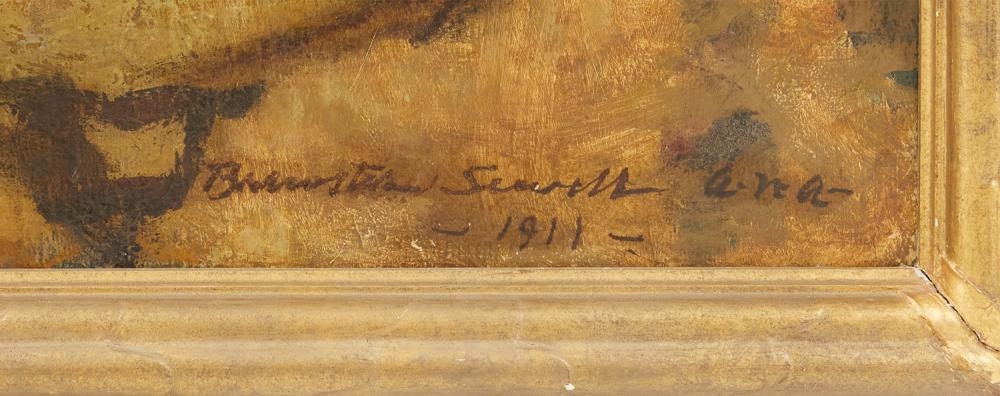 Brewster Sewell A.N.A-
- 1911 -